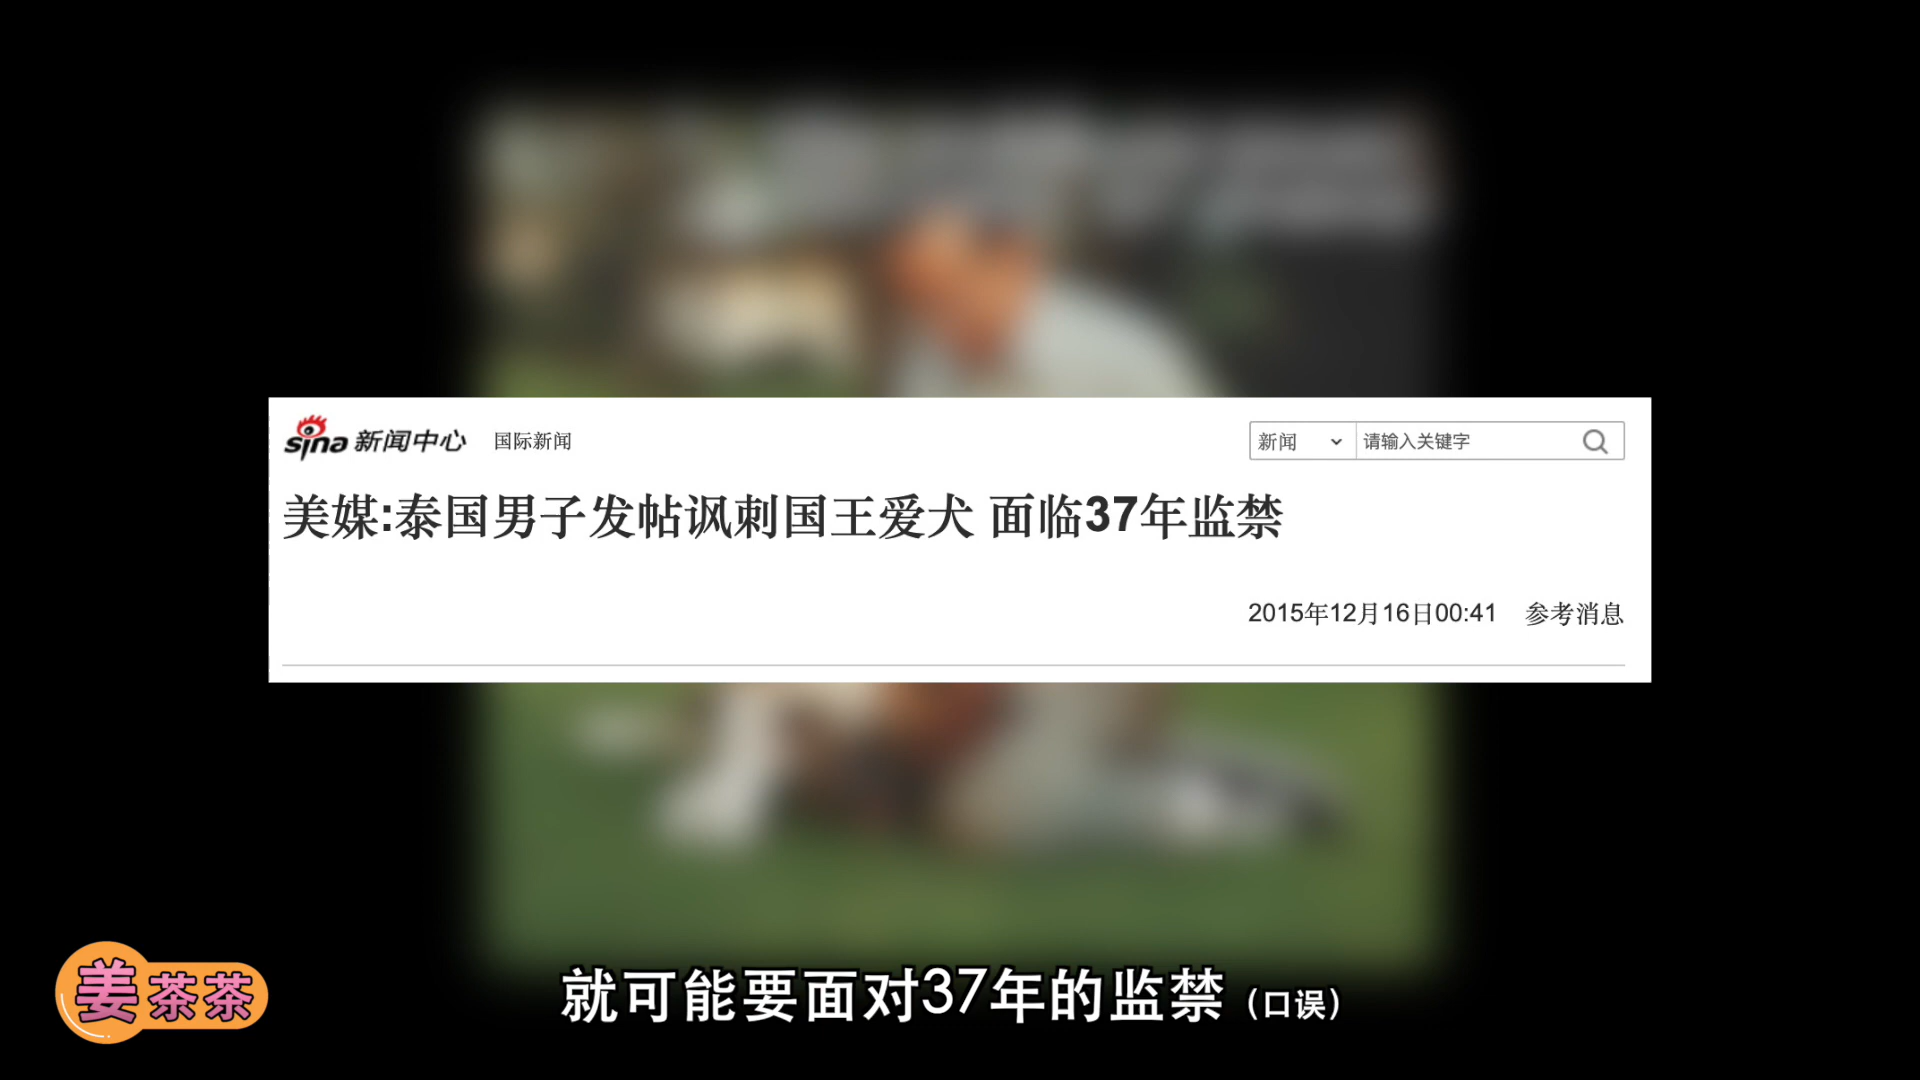 sina 新闻中心 国际新闻 新闻 请输入关键字
美媒:泰国男子发帖讽刺国王爱犬 面临37年监禁
2015年12月16日00:41 参考消息
就可能要面对37年的监禁（口误）
姜茶茶